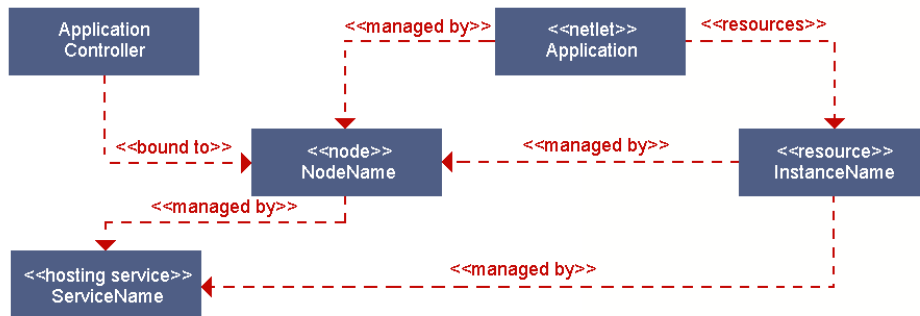 Application
Controller
<<managed by>>
<<netlet>>
Application
<<resources>>
<<bound to>>
<<node>>
NodeName
<<managed by>>
<<resource>>
InstanceName
<<managed by>>
<<hosting service>>
ServiceName
<<managed by>>